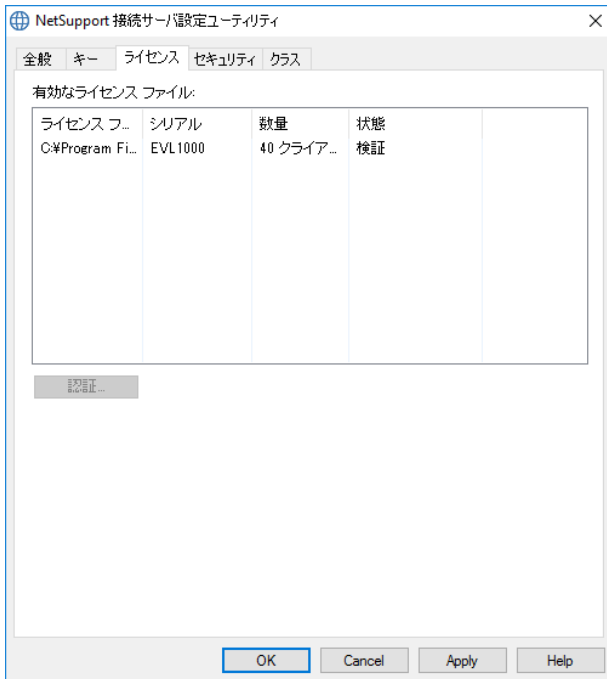 NetSupport 接続サーバ設定ユーティリティ
全般 キー ライセンス セキュリティ クラス
有効なライセンス ファイル:
ライセンス フ... シリアル 数量 状態
C:¥Program Fi... EVL1000 40 クライア... 検証
認証...
OK Cancel Apply Help